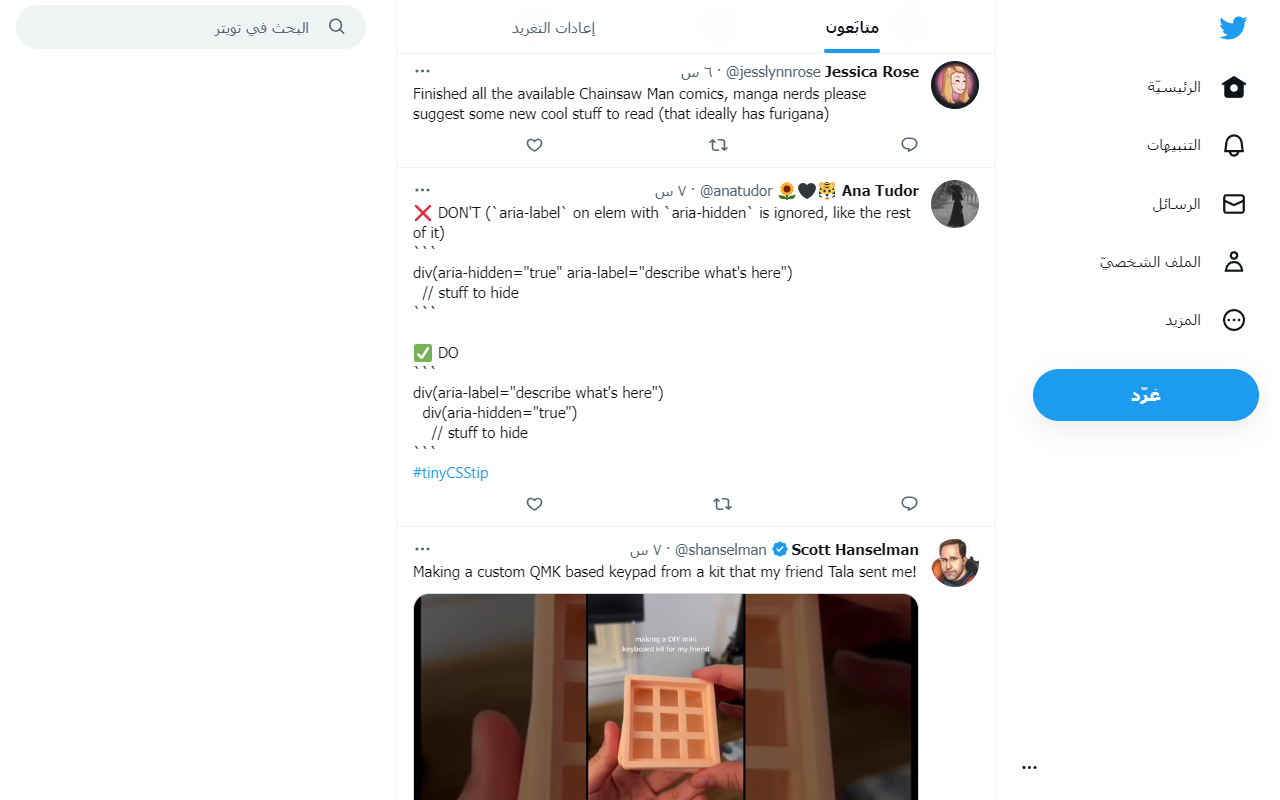 متابَعون
إعادات التغريد
البحث في تويتر
الرئيسيّة
التنبيهات
الرسائل
الملف الشخصيّ
المزيد
غرّد
Jessica Rose @jesslynnrose · ٦ س
Finished all the available Chainsaw Man comics, manga nerds please
suggest some new cool stuff to read (that ideally has furigana)
Ana Tudor 🐯🖤🌻 @anatudor · ٧ س
❌ DON'T (`aria-label` on elem with `aria-hidden` is ignored, like the rest
of it)
```
div(aria-hidden="true" aria-label="describe what's here")
// stuff to hide
```
✅ DO
```
div(aria-label="describe what's here")
div(aria-hidden="true")
// stuff to hide
```
#tinyCSStip
Scott Hanselman @shanselman · ٧ س
Making a custom QMK based keypad from a kit that my friend Tala sent me!
making a DIY mini
keyboard kit for my friend